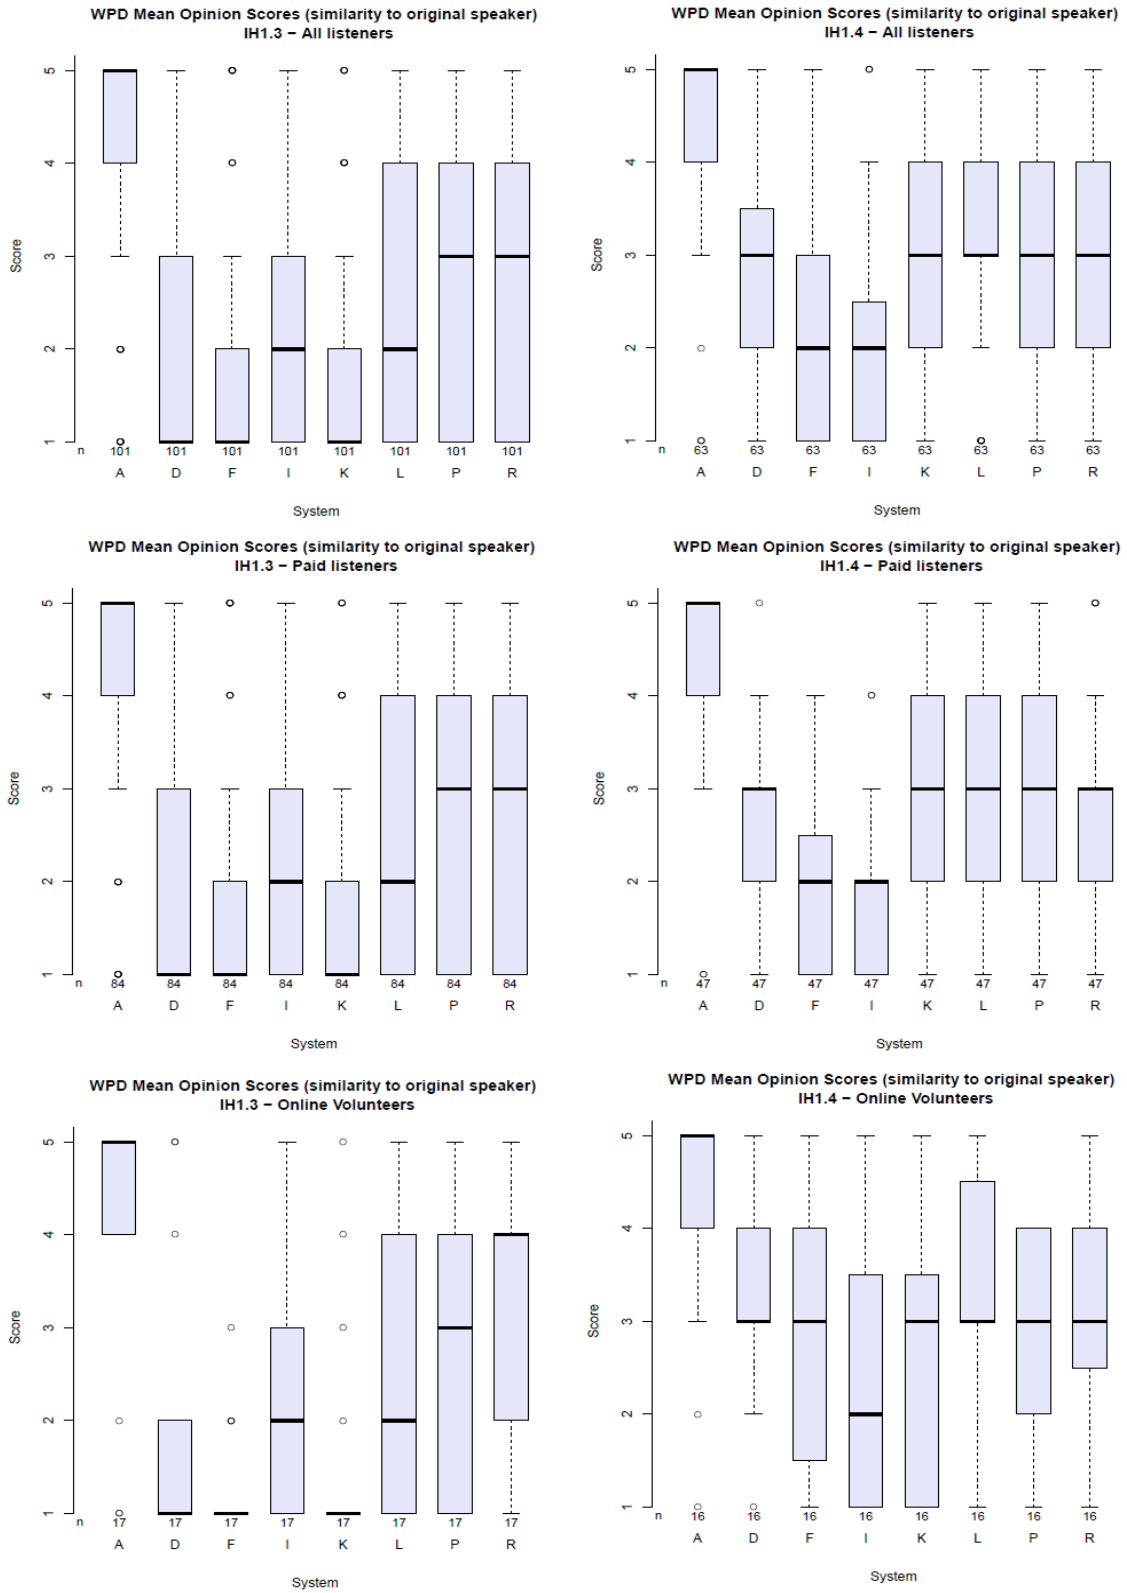 WPD Mean Opinion Scores (similarity to original speaker)
IH1.3 − All listeners
Score
5
4
3
2
1
n 101 101 101 101 101 101 101 101
A D F I K L P R
System
WPD Mean Opinion Scores (similarity to original speaker)
IH1.4 − All listeners
Score
5
4
3
2
1
n 63 63 63 63 63 63 63 63
A D F I K L P R
System
WPD Mean Opinion Scores (similarity to original speaker)
IH1.3 − Paid listeners
Score
5
4
3
2
1
n 84 84 84 84 84 84 84 84
A D F I K L P R
System
WPD Mean Opinion Scores (similarity to original speaker)
IH1.4 − Paid listeners
Score
5
4
3
2
1
n 47 47 47 47 47 47 47 47
A D F I K L P R
System
WPD Mean Opinion Scores (similarity to original speaker)
IH1.3 − Online Volunteers
Score
5
4
3
2
1
n 17 17 17 17 17 17 17 17
A D F I K L P R
System
WPD Mean Opinion Scores (similarity to original speaker)
IH1.4 − Online Volunteers
Score
5
4
3
2
1
n 16 16 16 16 16 16 16 16
A D F I K L P R
System